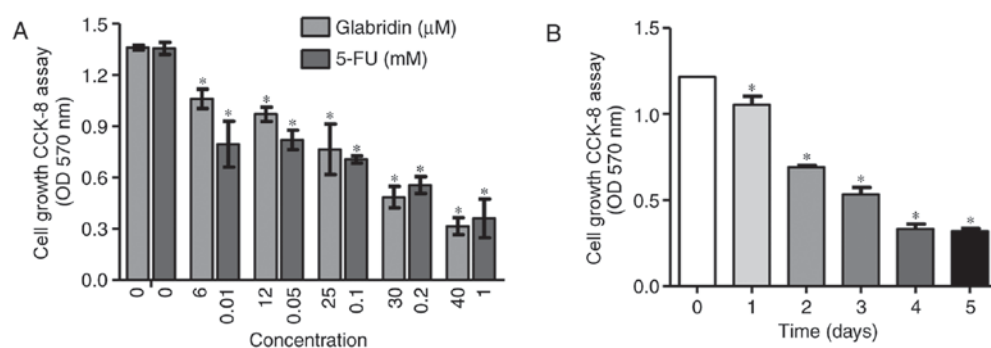 A
Cell growth CCK-8 assay
(OD 570 nm)
1.5
1.2
0.9
0.6
0.3
0.0
Glabridin (µM)
5-FU (mM)
* * * * * * * * * *
0 0 6 0.01 12 0.05 25 0.1 30 0.2 40 1
Concentration
B
Cell growth CCK-8 assay
(OD 570 nm)
1.5
1.0
0.5
0.0
* * * * *
0 1 2 3 4 5
Time (days)